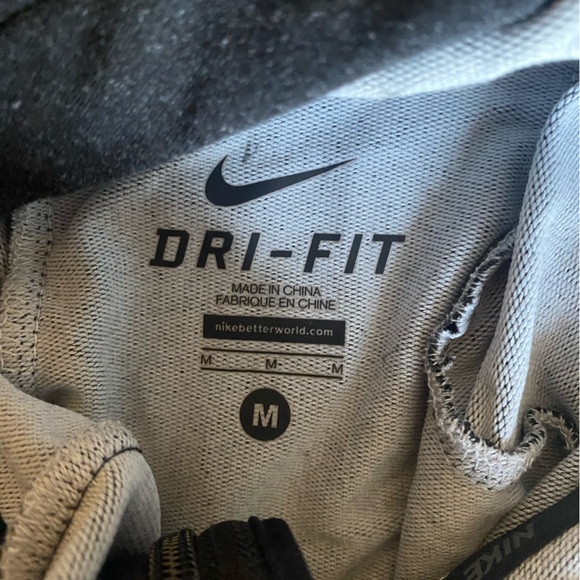 DRI-FIT
MADE IN CHINA
FABRIQUE EN CHINE
nikebetterworld.com
M M- -M
M
NIKE